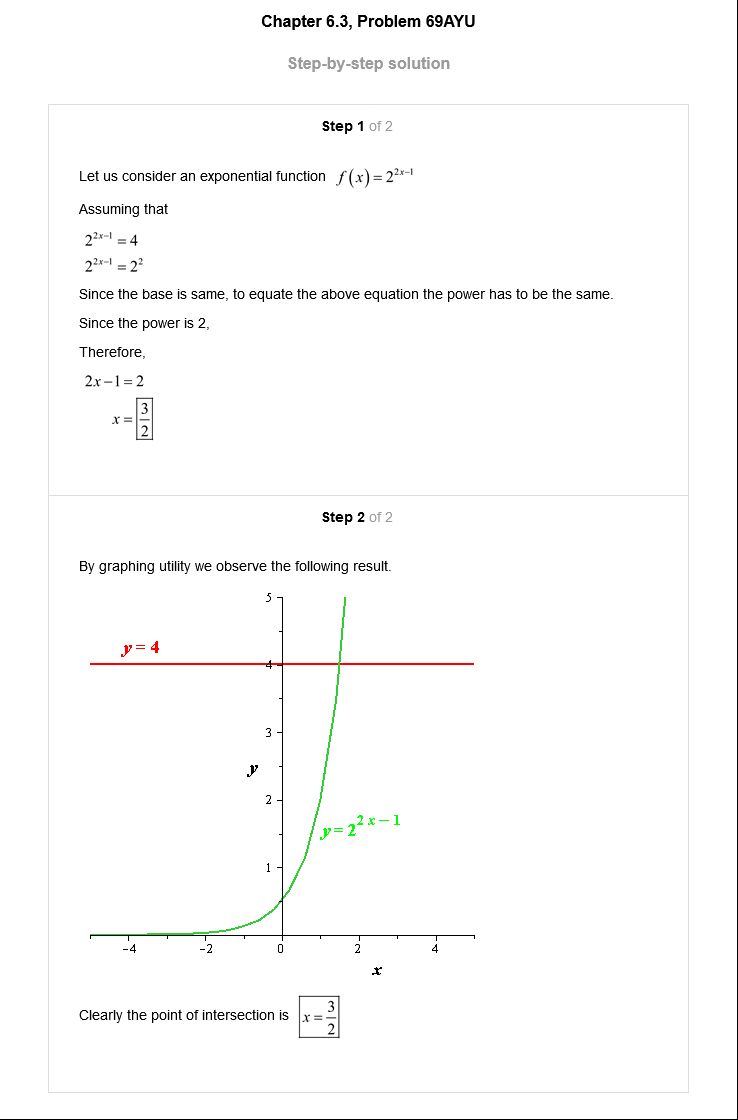 Chapter 6.3, Problem 69AYU
Step-by-step solution
Step 1 of 2
Let us consider an exponential function f(x) = 2^{2x−1}
Assuming that
2^{2x−1} = 4
2^{2x−1} = 2^2
Since the base is same, to equate the above equation the power has to be the same.
Since the power is 2,
Therefore,
2x − 1 = 2
x = 3/2
Step 2 of 2
By graphing utility we observe the following result.
5
y = 4
4
3
y
2
y = 2^{2x−1}
1
−4 −2 0 2 4
x
Clearly the point of intersection is x = 3/2